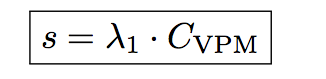 s = λ₁ · C_VPM